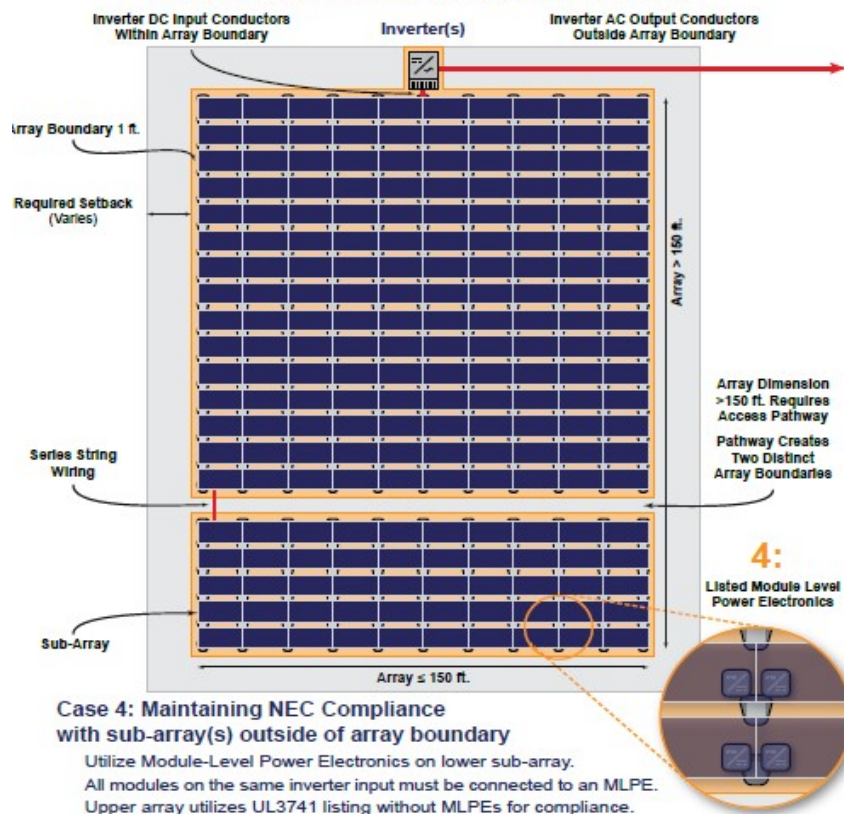 Inverter DC Input Conductors
Within Array Boundary
Inverter(s)
Inverter AC Output Conductors
Outside Array Boundary
Array Boundary 1 ft.
Required Setback
(Varies)
Array > 150 ft.
Array Dimension
>150 ft. Requires
Access Pathway
Pathway Creates
Two Distinct
Array Boundaries
Series String
Wiring
4:
Listed Module Level
Power Electronics
Sub-Array
Array ≤ 150 ft.
Case 4: Maintaining NEC Compliance
with sub-array(s) outside of array boundary
Utilize Module-Level Power Electronics on lower sub-array.
All modules on the same inverter input must be connected to an MLPE.
Upper array utilizes UL3741 listing without MLPEs for compliance.